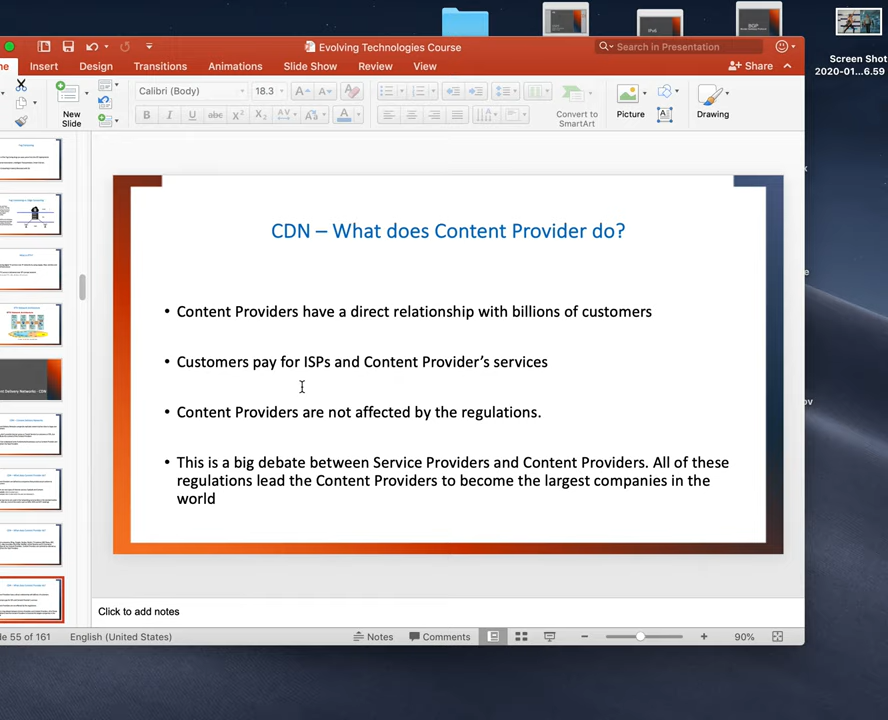 Evolving Technologies Course
Search in Presentation
Insert Design Transitions Animations Slide Show Review View
Share
Calibri (Body) 18.3
New
Slide
Convert to
SmartArt
Picture
Drawing
CDN – What does Content Provider do?
• Content Providers have a direct relationship with billions of customers
• Customers pay for ISPs and Content Provider’s services
• Content Providers are not affected by the regulations.
• This is a big debate between Service Providers and Content Providers. All of these
regulations lead the Content Providers to become the largest companies in the
world
Click to add notes
de 55 of 161 English (United States) Notes Comments 90%
Screen Shot
2020-01...6.59